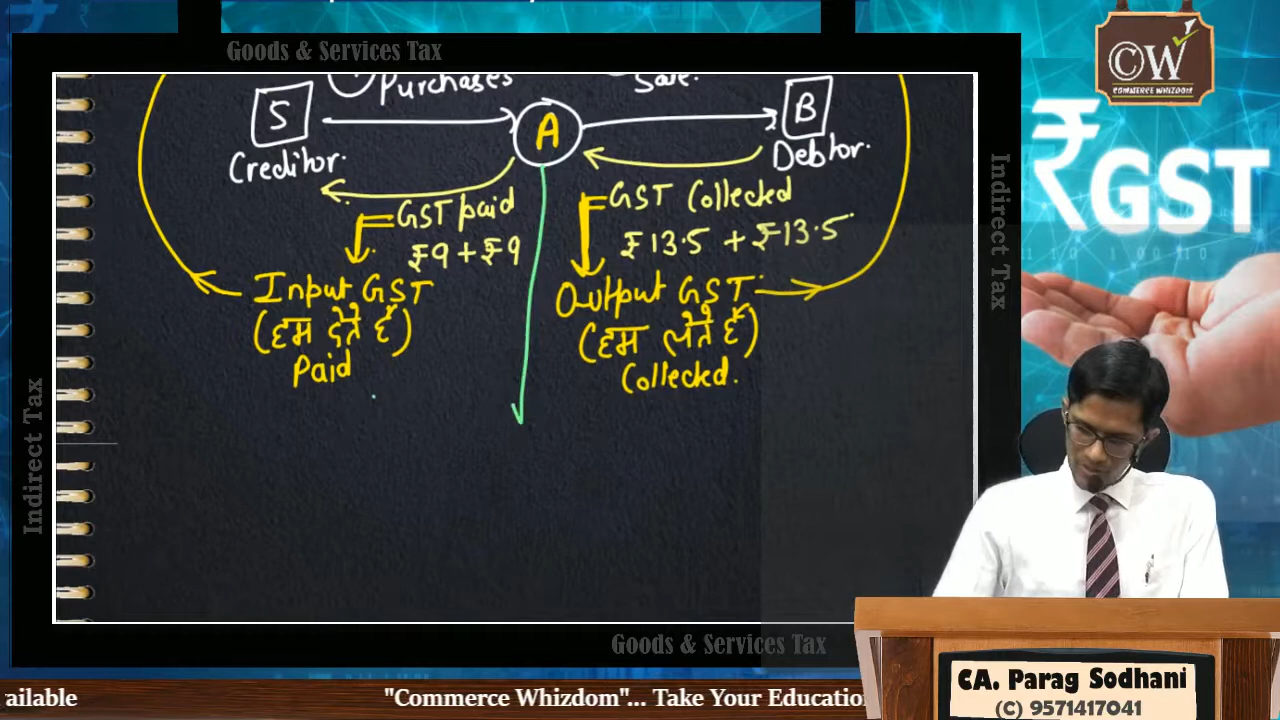 Goods & Services Tax
©W
COMMERCE WHIZDOM
Purchases
Sale.
S
A
B
Creditor.
Debtor.
GST paid
₹9 + ₹9
GST Collected
₹13.5 + ₹13.5
Input GST
(हम देते हैं)
Paid
Output GST
(हम लेते हैं)
Collected.
Indirect Tax
Indirect Tax
₹GST
Goods & Services Tax
CA. Parag Sodhani
(C) 9571417041
ailable
"Commerce Whizdom"... Take Your Educatio